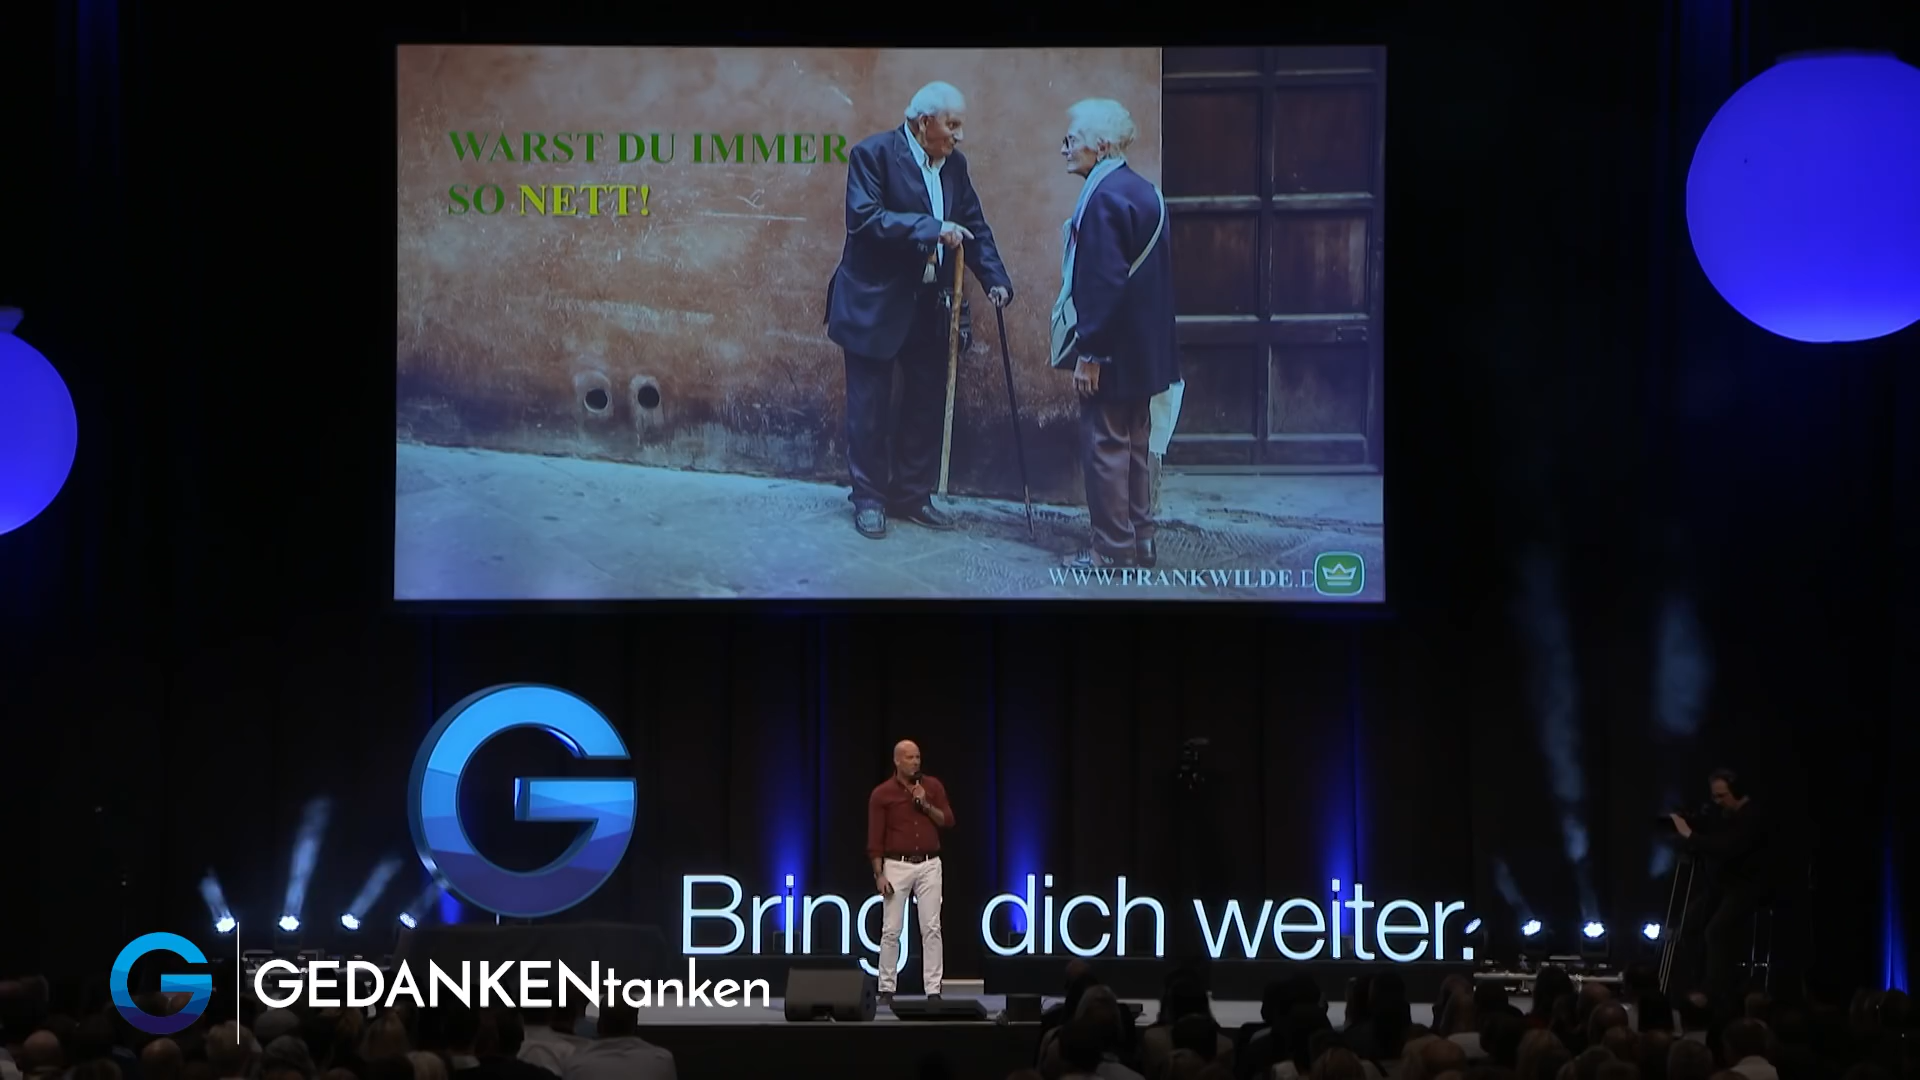 WARST DU IMMER
SO NETT!
WWW.FRANKWILDE.D
G
Bring dich weiter.
G GEDANKENtanken